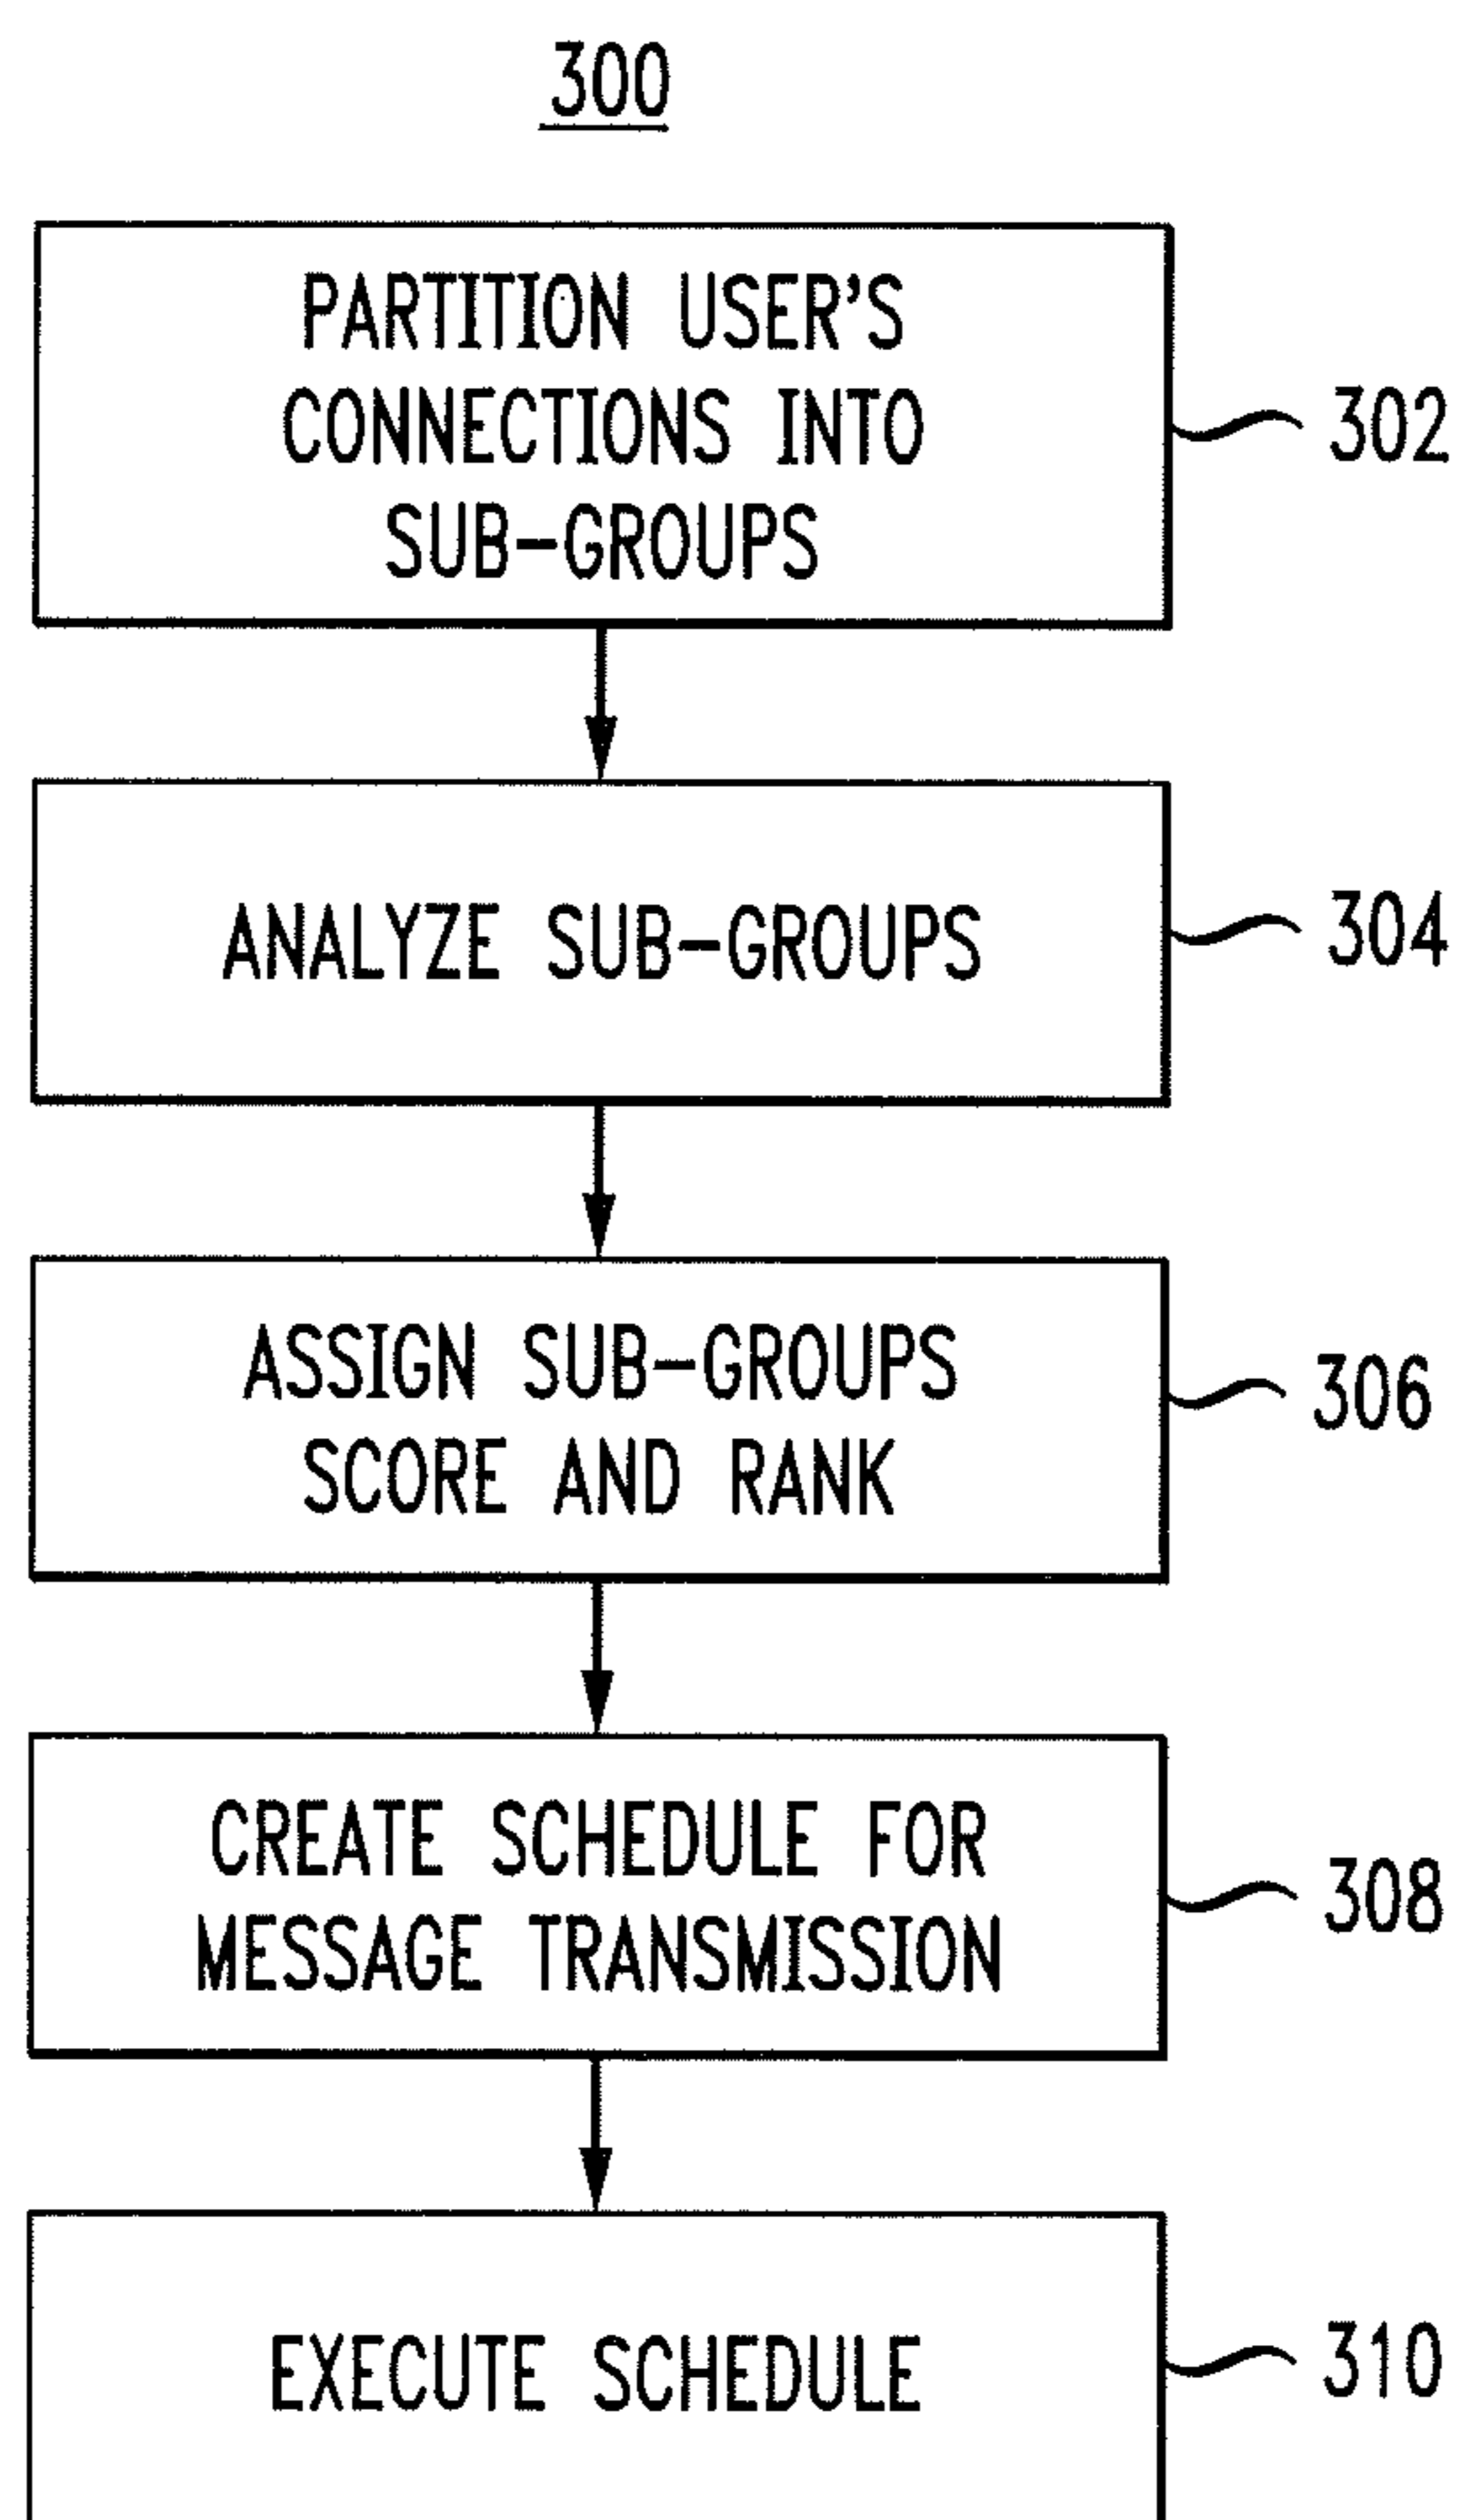 300
PARTITION USER'S
CONNECTIONS INTO
SUB-GROUPS
302
ANALYZE SUB-GROUPS
304
ASSIGN SUB-GROUPS
SCORE AND RANK
306
CREATE SCHEDULE FOR
MESSAGE TRANSMISSION
308
EXECUTE SCHEDULE
310